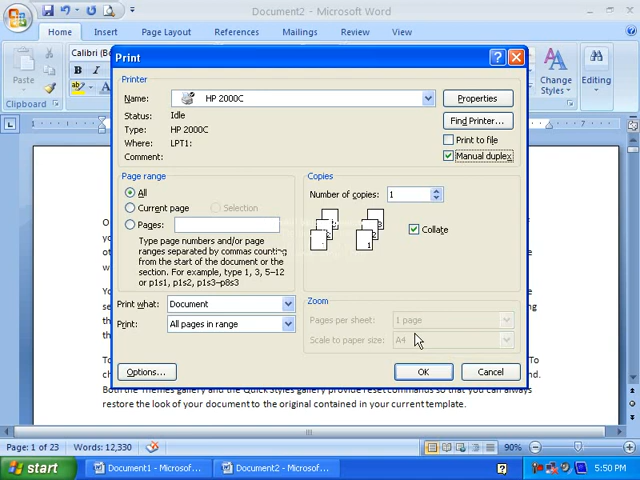 Document2 - Microsoft Word
Home Insert Page Layout References Mailings Review View
Calibri (Bo
Paste
Clipboard
Change
Styles
Editing
Print
Printer
Name: HP 2000C
Properties
Status: Idle
Find Printer...
Type: HP 2000C
Where: LPT1:
Print to file
Comment:
Manual duplex
Page range
Copies
All
Number of copies: 1
Current page Selection
Pages:
Collate
Type page numbers and/or page
ranges separated by commas counting
from the start of the document or the
section. For example, type 1, 3, 5–12
or p1s1, p1s2, p1s3–p8s3
Print what: Document
Print: All pages in range
Zoom
Pages per sheet: 1 page
Scale to paper size: A4
Options...
OK
Cancel
Both the Themes gallery and the Quick Styles gallery provide reset commands so that you can always
restore the look of your document to the original contained in your current template.
Page: 1 of 23 Words: 12,330 90%
start Document1 - Microsof... Document2 - Microsof... 5:50 PM